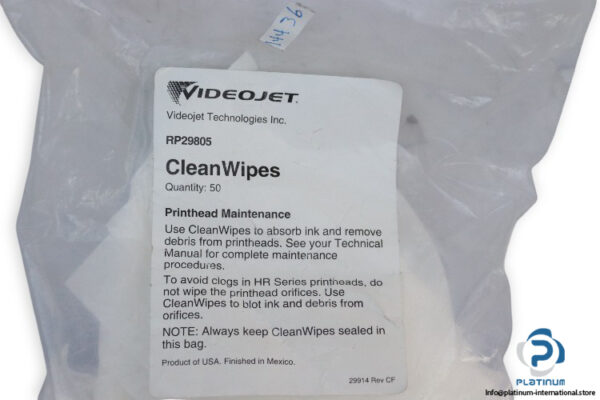 14436
VIDEOJET.
Videojet Technologies Inc.
RP29805
CleanWipes
Quantity: 50
Printhead Maintenance
Use CleanWipes to absorb ink and remove
debris from printheads. See your Technical
Manual for complete maintenance
procedures.
To avoid clogs in HR Series printheads, do
not wipe the printhead orifices. Use
CleanWipes to blot ink and debris from
orifices.
NOTE: Always keep CleanWipes sealed in
this bag.
Product of USA. Finished in Mexico.
29914 Rev CF
PLATINUM
Info@platinum-international.store